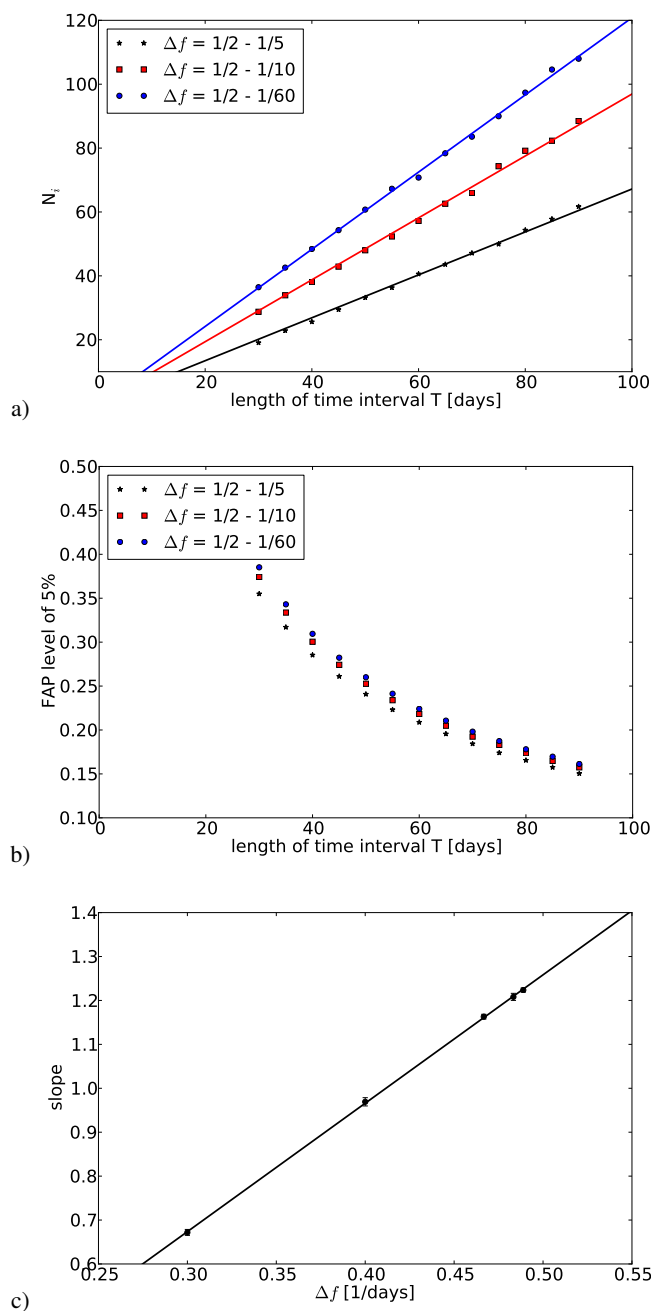 120
100
80
60
40
20
N_i
Δf = 1/2 - 1/5
Δf = 1/2 - 1/10
Δf = 1/2 - 1/60
0 20 40 60 80 100
length of time interval T [days]
a)
0.50
0.45
0.40
0.35
0.30
0.25
0.20
0.15
0.10
FAP level of 5%
Δf = 1/2 - 1/5
Δf = 1/2 - 1/10
Δf = 1/2 - 1/60
0 20 40 60 80 100
length of time interval T [days]
b)
1.4
1.3
1.2
1.1
1.0
0.9
0.8
0.7
0.6
slope
0.25 0.30 0.35 0.40 0.45 0.50 0.55
Δf [1/days]
c)